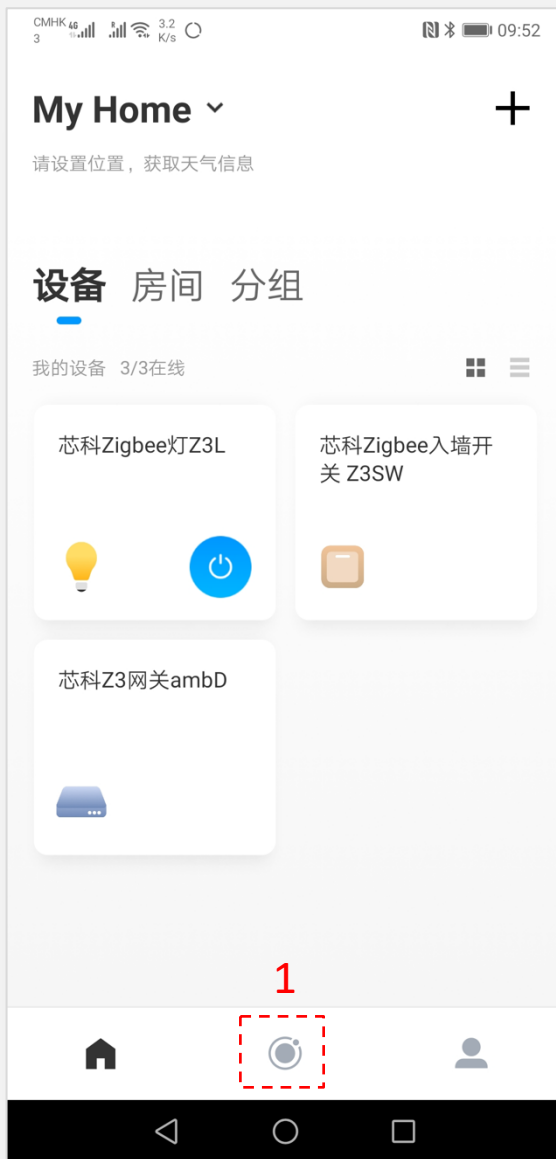 CMHK 4G 3.2 09:52
3 R K/s
My Home
请设置位置，获取天气信息
设备 房间 分组
我的设备 3/3在线
芯科Zigbee灯Z3L
芯科Zigbee入墙开
关 Z3SW
芯科Z3网关ambD
1